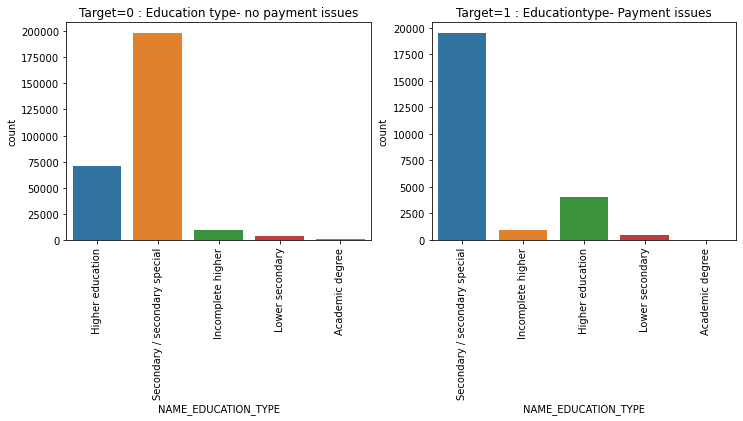 Target=0 : Education type- no payment issues
200000
175000
150000
125000
100000
75000
50000
25000
0
count
Higher education
Secondary / secondary special
Incomplete higher
Lower secondary
Academic degree
NAME_EDUCATION_TYPE
Target=1 : Educationtype- Payment issues
20000
17500
15000
12500
10000
7500
5000
2500
0
count
Secondary / secondary special
Incomplete higher
Higher education
Lower secondary
Academic degree
NAME_EDUCATION_TYPE